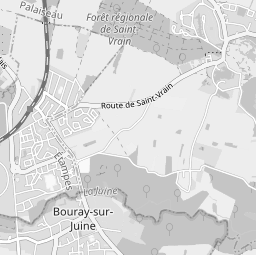 Palaiseau
Forêt régionale
de Saint-
Vrain
Route de Saint-Vrain
Étampes
La Juine
Bouray-sur-
Juine